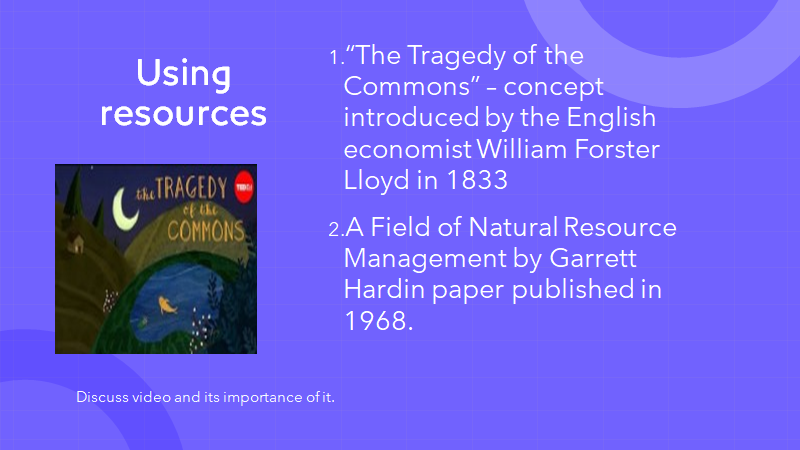 Using
resources
the TRAGEDY
of the
COMMONS
1.“The Tragedy of the
Commons” – concept
introduced by the English
economist William Forster
Lloyd in 1833
2.A Field of Natural Resource
Management by Garrett
Hardin paper published in
1968.
Discuss video and its importance of it.